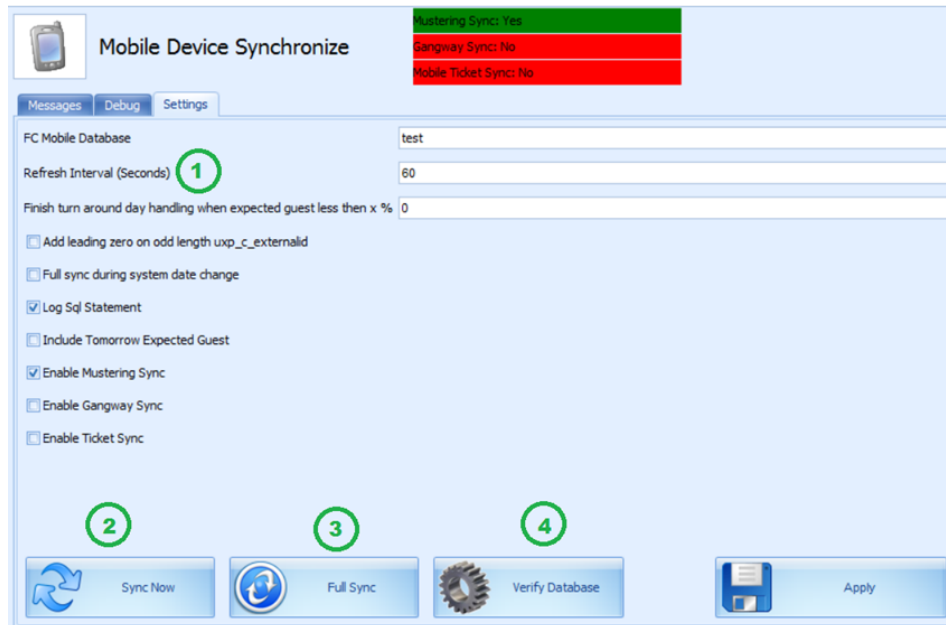 Mobile Device Synchronize
Mustering Sync: Yes
Gangway Sync: No
Mobile Ticket Sync: No
Messages Debug Settings
FC Mobile Database test
Refresh Interval (Seconds) 1 60
Finish turn around day handling when expected guest less then x % 0
Add leading zero on odd length uxp_c_externalid
Full sync during system date change
Log Sql Statement
Include Tomorrow Expected Guest
Enable Mustering Sync
Enable Gangway Sync
Enable Ticket Sync
2 3 4
Sync Now Full Sync Verify Database Apply